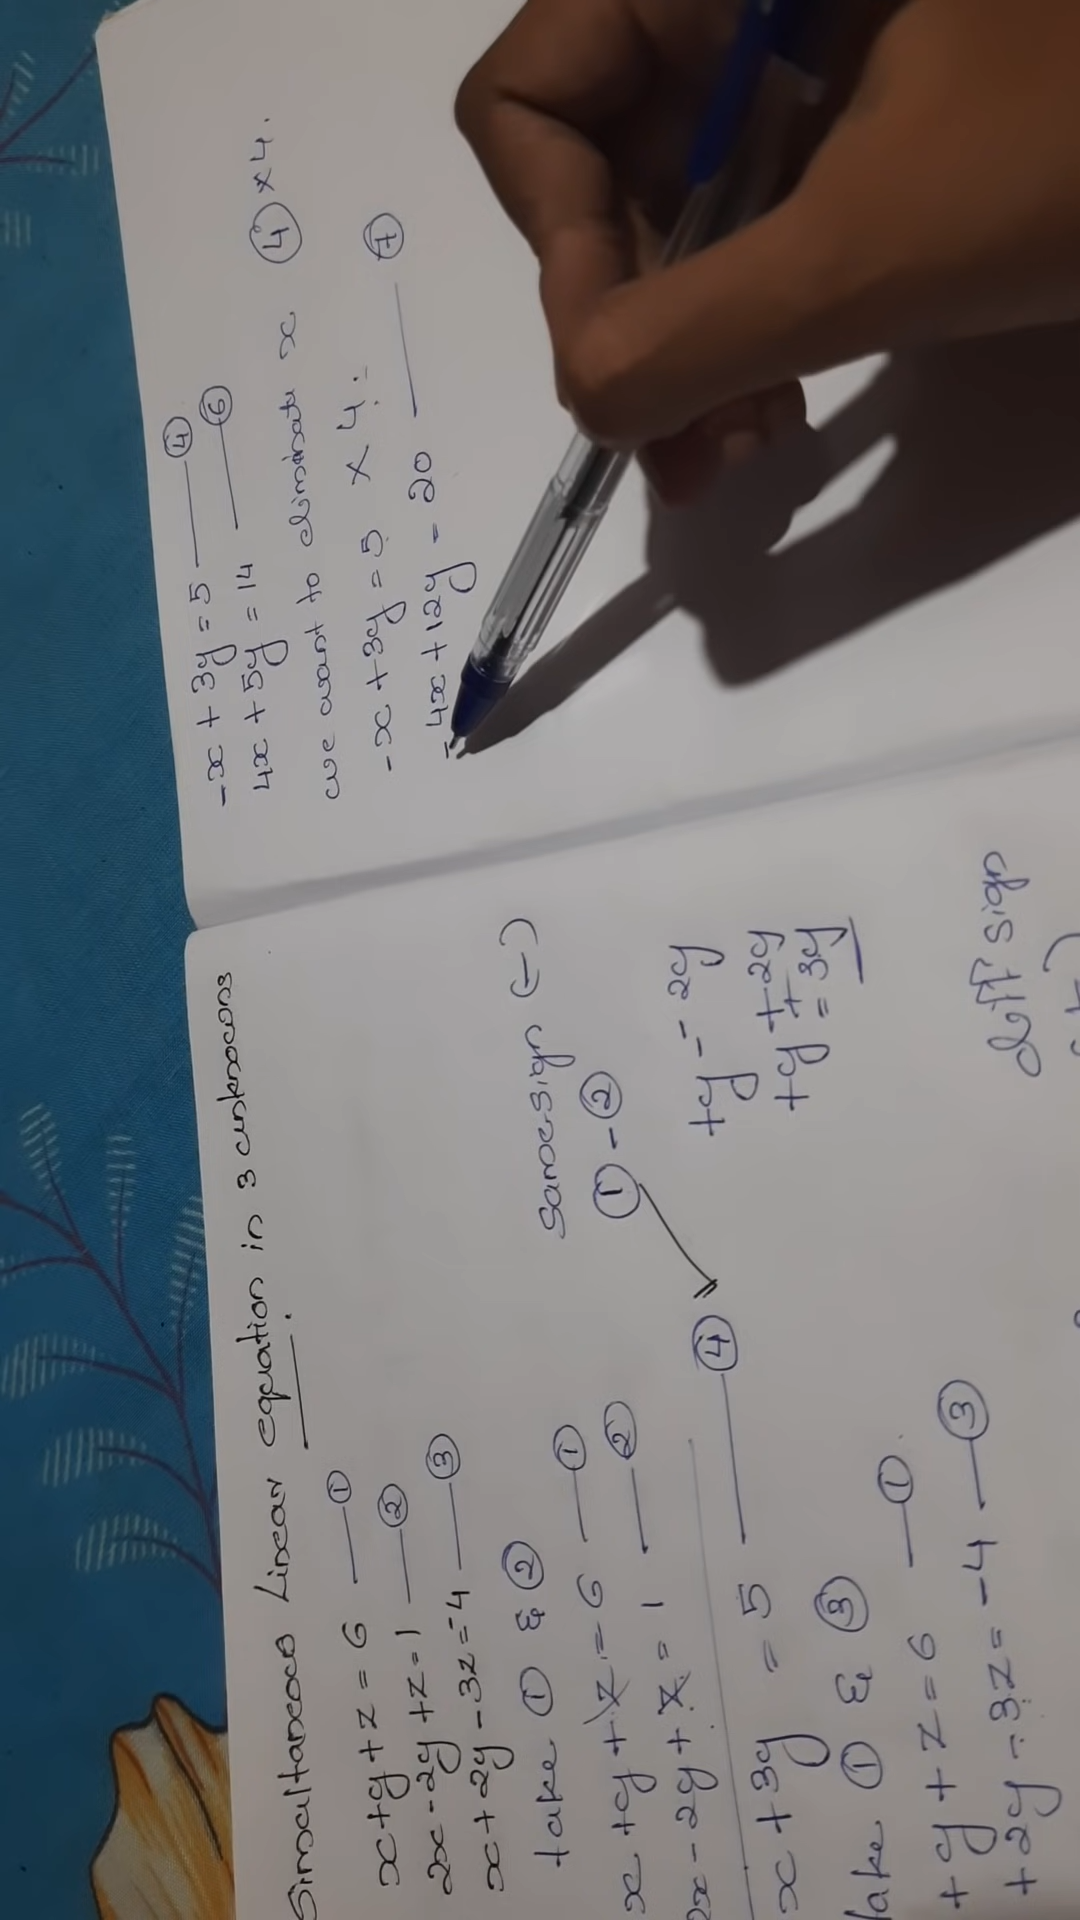 Simultaneous Linear equation in 3 unknowns
x+y+z=6 —①
2x-2y+z=1 —②
x+2y-3z=-4 —③
take ① & ②
Same sign (-)
x+y+z=6 —①
2x-2y+z=1 —②
① - ②
x+3y = 5 —④
+y - - 2y
+y + +2y
+y + = 3y
take ① & ③
+y+z=6 —①
+2y-3z=-4 —③
diff sign
-x+3y=5 —④
4x+5y=14 —⑥
we want to eliminate x ④×4.
-x+3y=5 ×4:
-4x+12y=20 —⑦